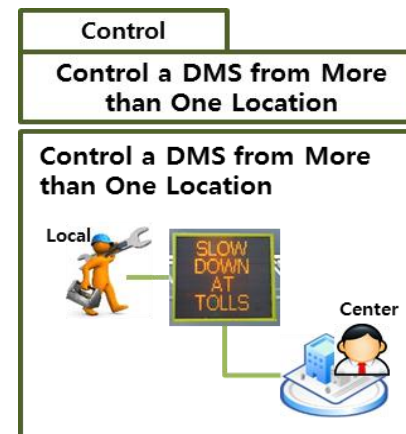 Control
Control a DMS from More
than One Location
Control a DMS from More
than One Location
Local
SLOW
DOWN
AT
TOLLS
Center